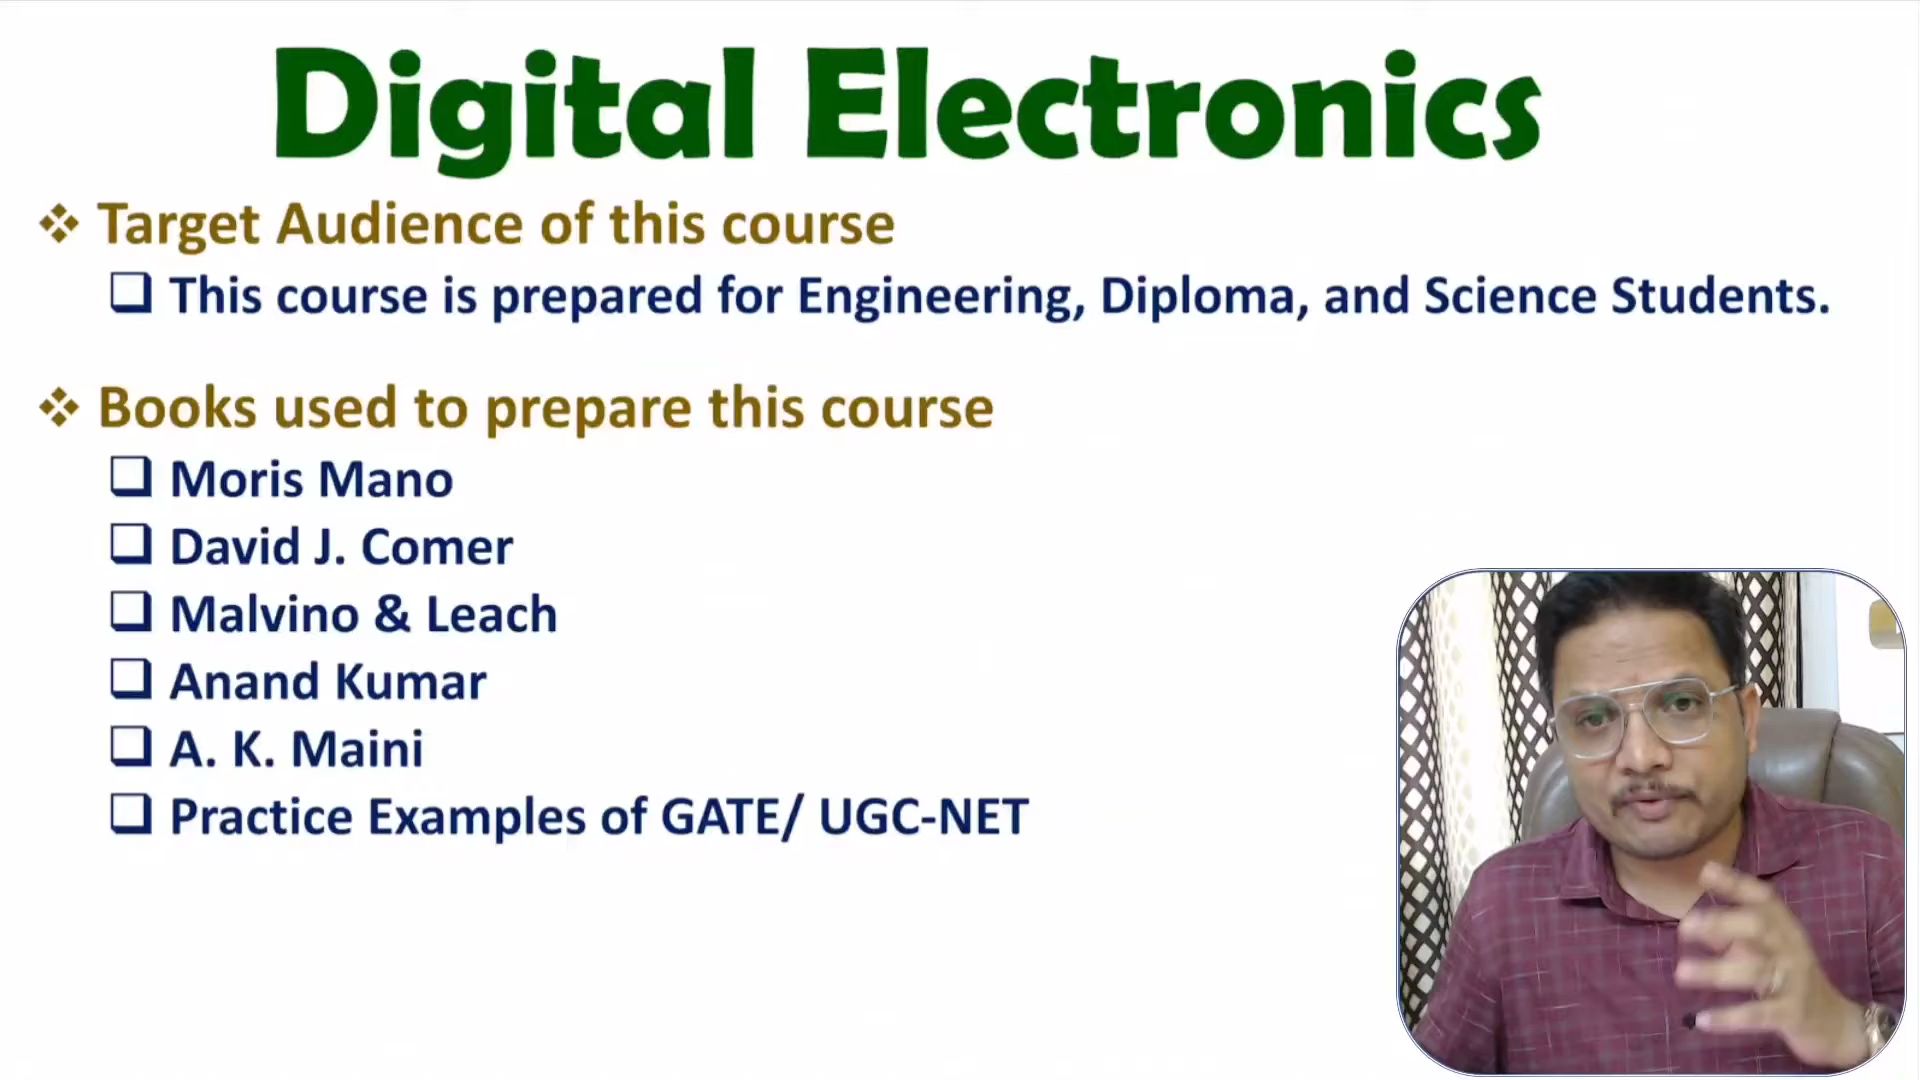 Digital Electronics
❖ Target Audience of this course
❑ This course is prepared for Engineering, Diploma, and Science Students.
❖ Books used to prepare this course
❑ Moris Mano
❑ David J. Comer
❑ Malvino & Leach
❑ Anand Kumar
❑ A. K. Maini
❑ Practice Examples of GATE/ UGC-NET